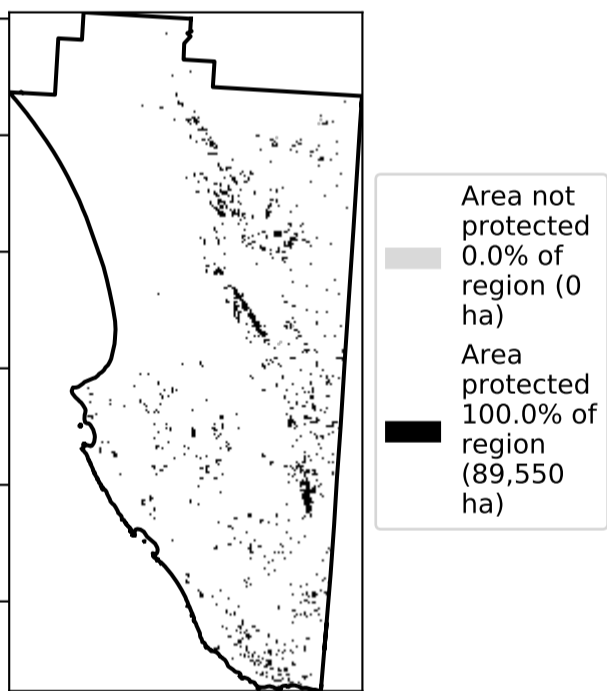 Area not
protected
0.0% of
region (0
ha)
Area
protected
100.0% of
region
(89,550
ha)